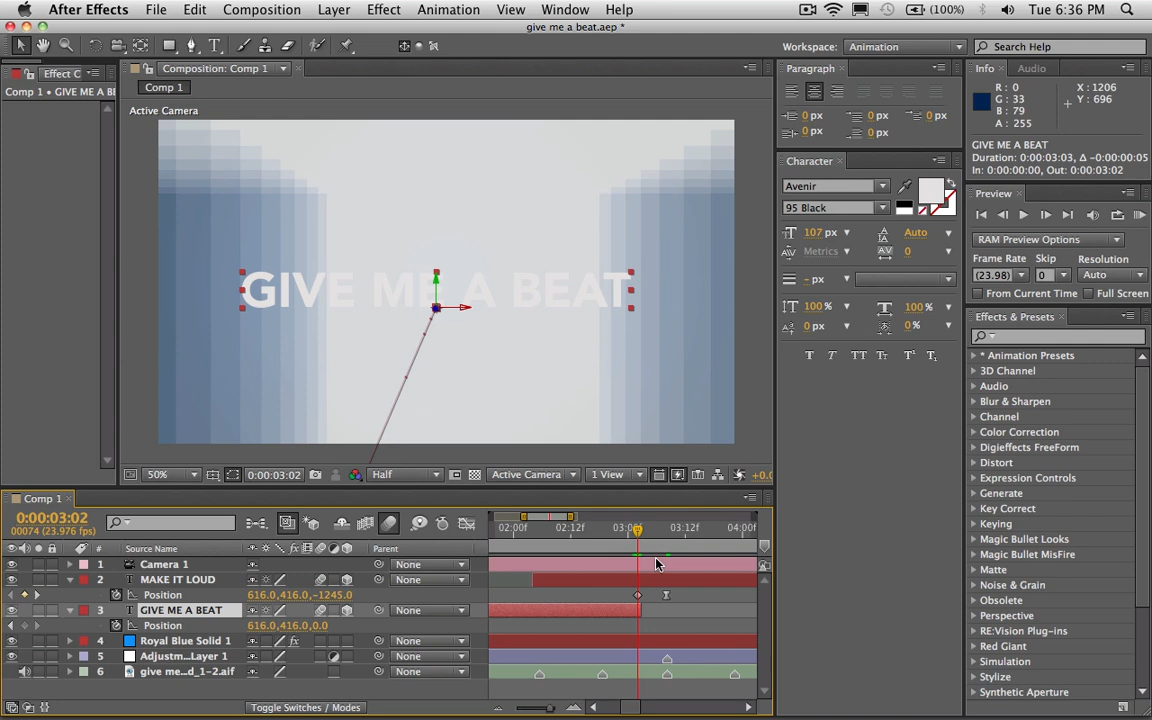 After Effects File Edit Composition Layer Effect Animation View Window Help (100%) Tue 6:36 PM
give me a beat.aep *
Workspace: Animation Search Help
Effect C
Comp 1 • GIVE ME A BE
Composition: Comp 1
Comp 1
Active Camera
GIVE ME A BEAT
50% 0:00:03:02 Half Active Camera 1 View +0.0
Paragraph
0 px 0 px 0 px
0 px 0 px
Character
Avenir
95 Black
107 px Auto
Metrics 0
- px
100 % 100 %
0 px 0 %
T T TT Tt T¹ T₁
Info Audio
R : 0 X : 1206
G : 33 Y : 696
B : 79
A : 255
GIVE ME A BEAT
Duration: 0:00:03:03, Δ -0:00:00:05
In: 0:00:00:00, Out: 0:00:03:02
Preview
RAM Preview Options
Frame Rate Skip Resolution
(23.98) 0 Auto
From Current Time Full Screen
Effects & Presets
* Animation Presets
3D Channel
Audio
Blur & Sharpen
Channel
Color Correction
Digieffects FreeForm
Distort
Expression Controls
Generate
Key Correct
Keying
Magic Bullet Looks
Magic Bullet MisFire
Matte
Noise & Grain
Obsolete
Perspective
RE:Vision Plug-ins
Red Giant
Simulation
Stylize
Synthetic Aperture
Comp 1
0:00:03:02
00074 (23.976 fps)
02:00f 02:12f 03:00f 03:12f 04:00f
# Source Name fx Parent
1 Camera 1 None
2 T MAKE IT LOUD None
Position 616.0,416.0,-1245.0
3 T GIVE ME A BEAT None
Position 616.0,416.0,0.0
4 Royal Blue Solid 1 fx None
5 Adjustm...Layer 1 None
6 give me...d_1-2.aif None
Toggle Switches / Modes